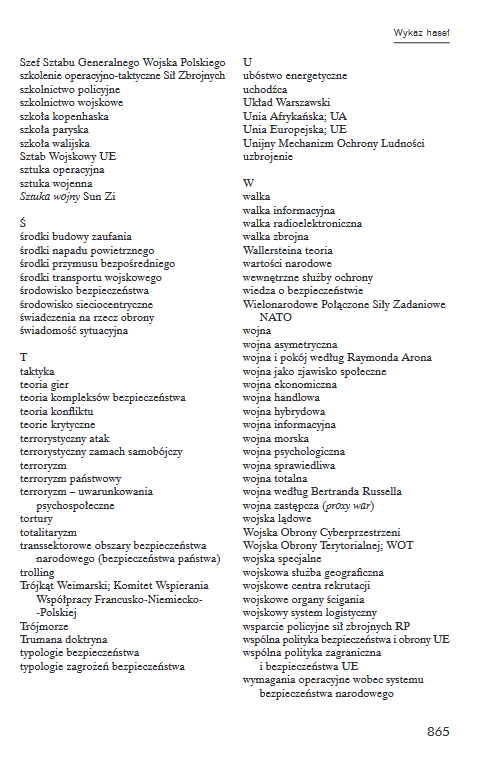 Wykaz haseł
Szef Sztabu Generalnego Wojska Polskiego
szkolenie operacyjno-taktyczne Sił Zbrojnych
szkolnictwo policyjne
szkolnictwo wojskowe
szkoła kopenhaska
szkoła paryska
szkoła walijska
Sztab Wojskowy UE
sztuka operacyjna
sztuka wojenna
Sztuka wojny Sun Zi
Ś
środki budowy zaufania
środki napadu powietrznego
środki przymusu bezpośredniego
środki transportu wojskowego
środowisko bezpieczeństwa
środowisko sieciocentryczne
świadczenia na rzecz obrony
świadomość sytuacyjna
T
taktyka
teoria gier
teoria kompleksów bezpieczeństwa
teoria konfliktu
teorie krytyczne
terrorystyczny atak
terrorystyczny zamach samobójczy
terroryzm
terroryzm państwowy
terroryzm – uwarunkowania
psychospołeczne
tortury
totalitaryzm
transsektorowe obszary bezpieczeństwa
narodowego (bezpieczeństwa państwa)
trolling
Trójkąt Weimarski; Komitet Wspierania
Współpracy Francusko-Niemiecko-
-Polskiej
Trójmorze
Trumana doktryna
typologie bezpieczeństwa
typologie zagrożeń bezpieczeństwa
U
ubóstwo energetyczne
uchodźca
Układ Warszawski
Unia Afrykańska; UA
Unia Europejska; UE
Unijny Mechanizm Ochrony Ludności
uzbrojenie
W
walka
walka informacyjna
walka radioelektroniczna
walka zbrojna
Wallersteina teoria
wartości narodowe
wewnętrzne służby ochrony
wiedza o bezpieczeństwie
Wielonarodowe Połączone Siły Zadaniowe
NATO
wojna
wojna asymetryczna
wojna i pokój według Raymonda Arona
wojna jako zjawisko społeczne
wojna ekonomiczna
wojna handlowa
wojna hybrydowa
wojna informacyjna
wojna morska
wojna psychologiczna
wojna sprawiedliwa
wojna totalna
wojna według Bertranda Russella
wojna zastępcza (proxy war)
wojska lądowe
Wojska Obrony Cyberprzestrzeni
Wojska Obrony Terytorialnej; WOT
wojska specjalne
wojskowa służba geograficzna
wojskowe centra rekrutacji
wojskowe organy ścigania
wojskowy system logistyczny
wsparcie policyjne sił zbrojnych RP
wspólna polityka bezpieczeństwa i obrony UE
wspólna polityka zagraniczna
i bezpieczeństwa UE
wymagania operacyjne wobec systemu
bezpieczeństwa narodowego
865